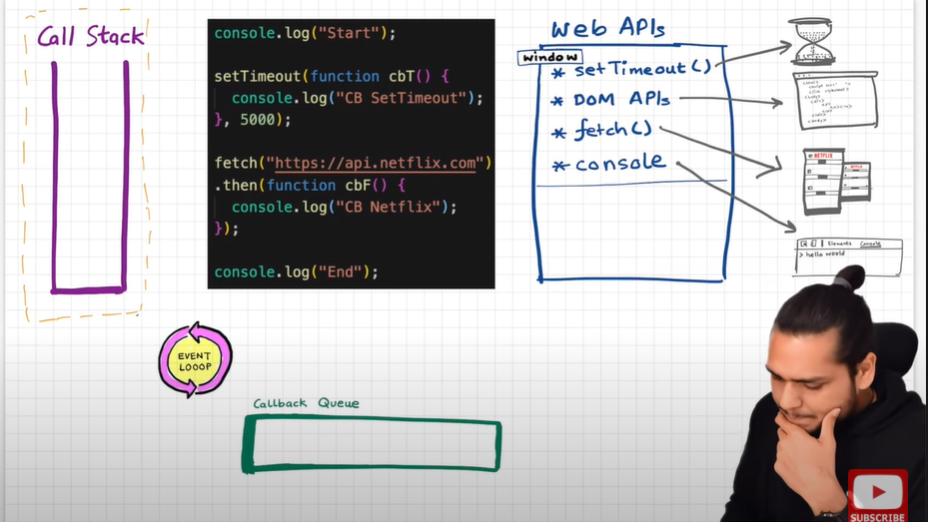 Call Stack
console.log("Start");
setTimeout(function cbT() {
console.log("CB SetTimeout");
}, 5000);
fetch("https://api.netflix.com")
.then(function cbF() {
console.log("CB Netflix");
});
console.log("End");
Web APIs
window
* setTimeout()
* DOM APIs
* fetch()
* console
NETFLIX
Elements Console
> hello world
EVENT
LOOOP
Callback Queue
SUBSCRIBE